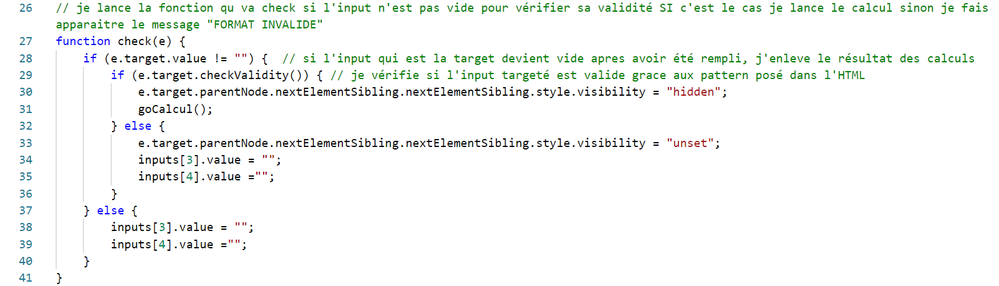 26 // je lance la fonction qu va check si l'input n'est pas vide pour vérifier sa validité SI c'est le cas je lance le calcul sinon je fais
apparaitre le message "FORMAT INVALIDE"
27 function check(e) {
28 if (e.target.value != "") { // si l'input qui est la target devient vide apres avoir été rempli, j'enleve le résultat des calculs
29 if (e.target.checkValidity()) { // je vérifie si l'input targeté est valide grace aux pattern posé dans l'HTML
30 e.target.parentNode.nextElementSibling.nextElementSibling.style.visibility = "hidden";
31 goCalcul();
32 } else {
33 e.target.parentNode.nextElementSibling.nextElementSibling.style.visibility = "unset";
34 inputs[3].value = "";
35 inputs[4].value ="";
36 }
37 } else {
38 inputs[3].value = "";
39 inputs[4].value ="";
40 }
41 }